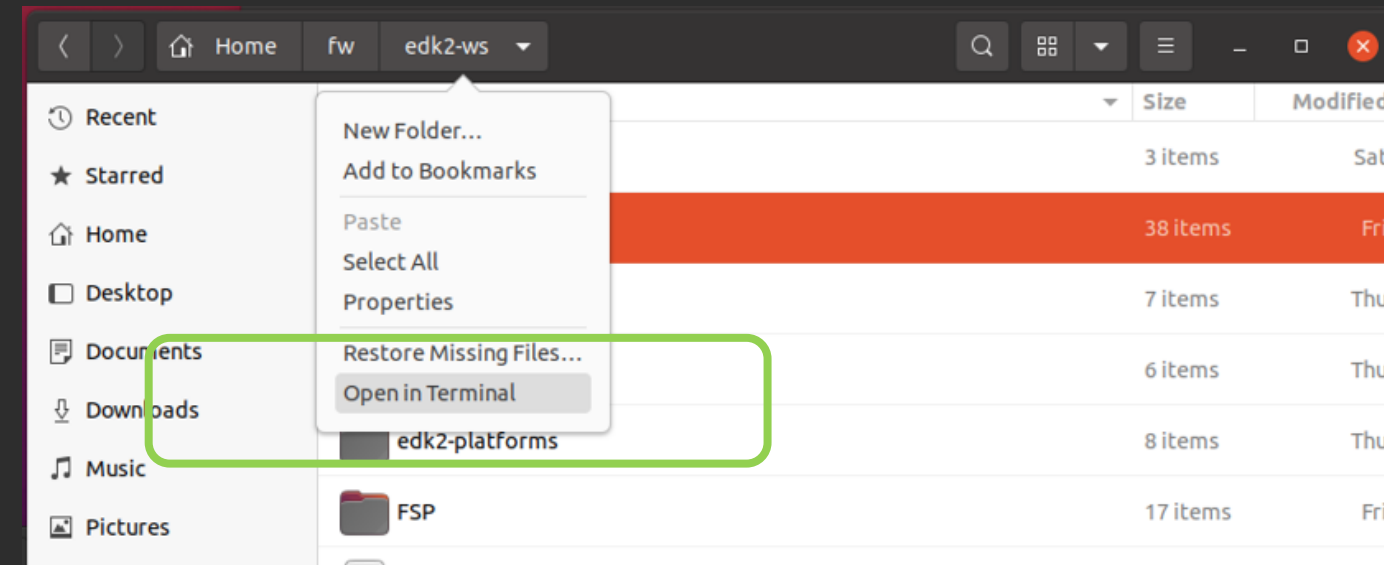 Home fw edk2-ws
Size Modified
Recent
Starred
Home
Desktop
Documents
Downloads
Music
Pictures
New Folder...
Add to Bookmarks
Paste
Select All
Properties
Restore Missing Files...
Open in Terminal
3 items Sat
38 items Fri
7 items Thu
6 items Thu
edk2-platforms 8 items Thu
FSP 17 items Fri